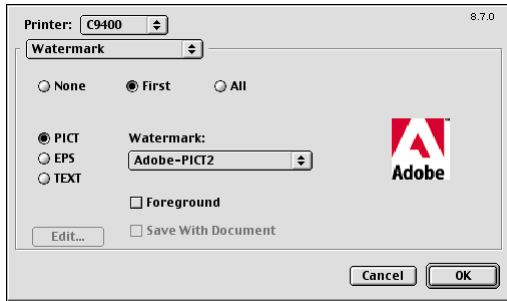 Printer: C9400
8.7.0
Watermark
None First All
PICT Watermark:
EPS Adobe-PICT2
TEXT
Adobe
Foreground
Edit... Save With Document
Cancel OK